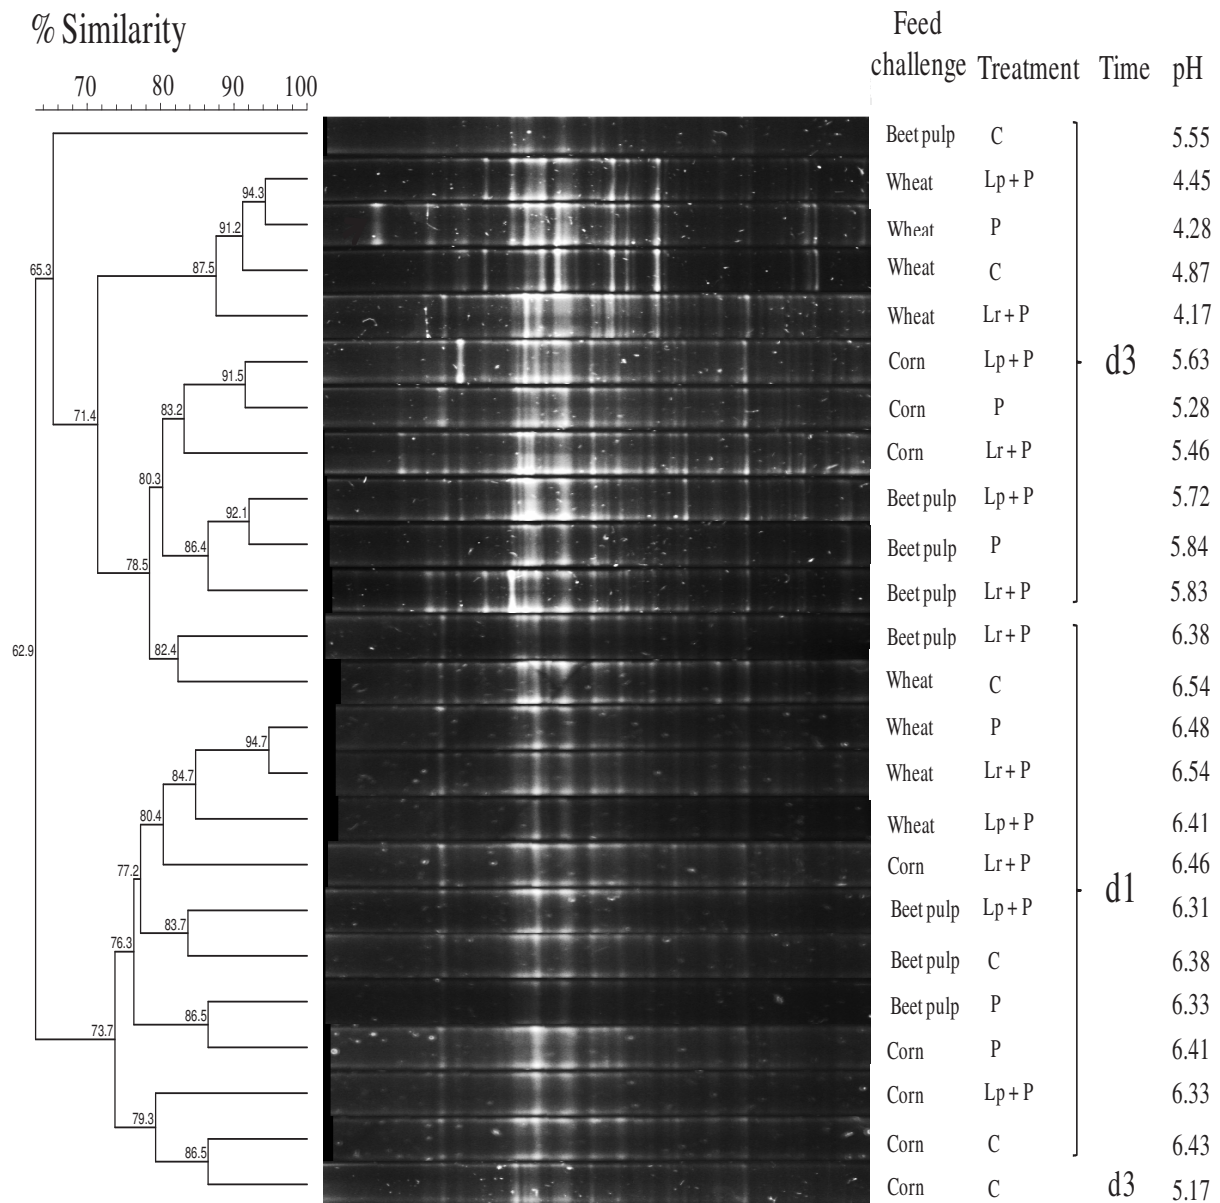 % Similarity
Feed
challenge Treatment Time pH
70 80 90 100
Beet pulp C 5.55
Wheat Lp + P 4.45
94.3
Wheat P 4.28
91.2
Wheat C 4.87
87.5
65.3
Wheat Lr + P 4.17
Corn Lp + P d3 5.63
91.5
Corn P 5.28
83.2
71.4
Corn Lr + P 5.46
80.3
Beet pulp Lp + P 5.72
92.1
Beet pulp P 5.84
86.4
78.5
Beet pulp Lr + P 5.83
Beet pulp Lr + P 6.38
82.4
62.9
Wheat C 6.54
Wheat P 6.48
94.7
Wheat Lr + P 6.54
84.7
Wheat Lp + P 6.41
80.4
Corn Lr + P 6.46
77.2
d1
Beet pulp Lp + P 6.31
83.7
76.3
Beet pulp C 6.38
Beet pulp P 6.33
86.5
73.7
Corn P 6.41
Corn Lp + P 6.33
79.3
Corn C 6.43
86.5
Corn C d3 5.17